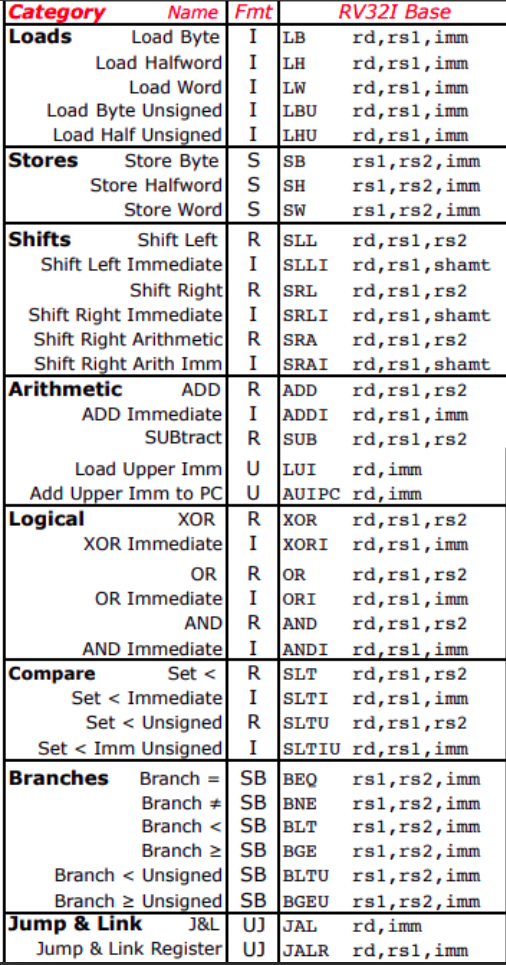 Category Name Fmt RV32I Base
Loads Load Byte I LB rd,rs1,imm
Load Halfword I LH rd,rs1,imm
Load Word I LW rd,rs1,imm
Load Byte Unsigned I LBU rd,rs1,imm
Load Half Unsigned I LHU rd,rs1,imm
Stores Store Byte S SB rs1,rs2,imm
Store Halfword S SH rs1,rs2,imm
Store Word S SW rs1,rs2,imm
Shifts Shift Left R SLL rd,rs1,rs2
Shift Left Immediate I SLLI rd,rs1,shamt
Shift Right R SRL rd,rs1,rs2
Shift Right Immediate I SRLI rd,rs1,shamt
Shift Right Arithmetic R SRA rd,rs1,rs2
Shift Right Arith Imm I SRAI rd,rs1,shamt
Arithmetic ADD R ADD rd,rs1,rs2
ADD Immediate I ADDI rd,rs1,imm
SUBtract R SUB rd,rs1,rs2
Load Upper Imm U LUI rd,imm
Add Upper Imm to PC U AUIPC rd,imm
Logical XOR R XOR rd,rs1,rs2
XOR Immediate I XORI rd,rs1,imm
OR R OR rd,rs1,rs2
OR Immediate I ORI rd,rs1,imm
AND R AND rd,rs1,rs2
AND Immediate I ANDI rd,rs1,imm
Compare Set < R SLT rd,rs1,rs2
Set < Immediate I SLTI rd,rs1,imm
Set < Unsigned R SLTU rd,rs1,rs2
Set < Imm Unsigned I SLTIU rd,rs1,imm
Branches Branch = SB BEQ rs1,rs2,imm
Branch ≠ SB BNE rs1,rs2,imm
Branch < SB BLT rs1,rs2,imm
Branch ≥ SB BGE rs1,rs2,imm
Branch < Unsigned SB BLTU rs1,rs2,imm
Branch ≥ Unsigned SB BGEU rs1,rs2,imm
Jump & Link J&L UJ JAL rd,imm
Jump & Link Register UJ JALR rd,rs1,imm